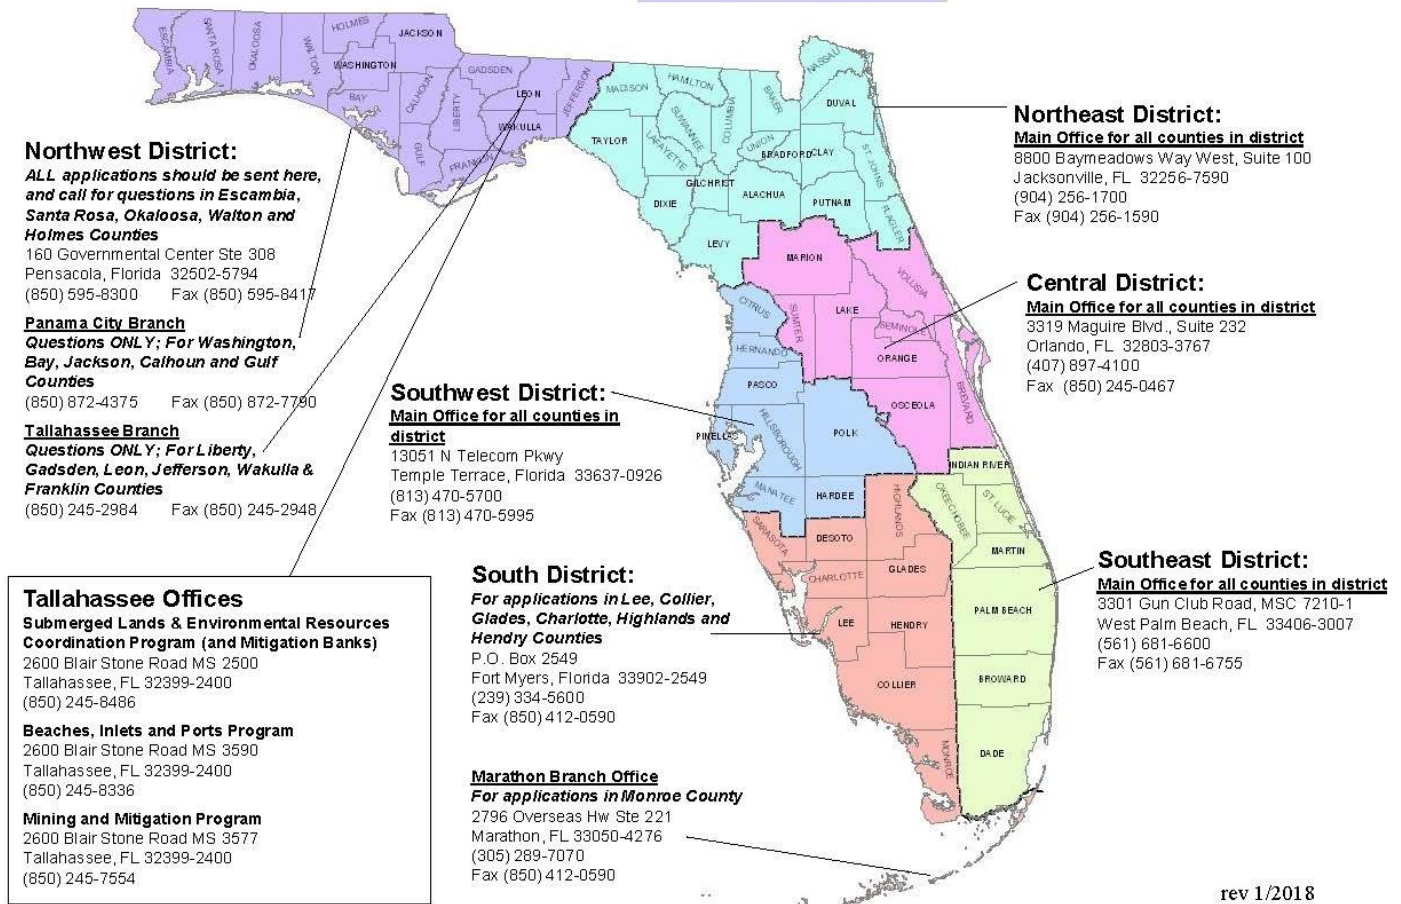 Northwest District:
ALL applications should be sent here,
and call for questions in Escambia,
Santa Rosa, Okaloosa, Walton and
Holmes Counties
160 Governmental Center Ste 308
Pensacola, Florida 32502-5794
(850) 595-8300 Fax (850) 595-8417
Panama City Branch
Questions ONLY; For Washington,
Bay, Jackson, Calhoun and Gulf
Counties
(850) 872-4375 Fax (850) 872-7790
Tallahassee Branch
Questions ONLY; For Liberty,
Gadsden, Leon, Jefferson, Wakulla &
Franklin Counties
(850) 245-2984 Fax (850) 245-2948
Tallahassee Offices
Submerged Lands & Environmental Resources
Coordination Program (and Mitigation Banks)
2600 Blair Stone Road MS 2500
Tallahassee, FL 32399-2400
(850) 245-8486
Beaches, Inlets and Ports Program
2600 Blair Stone Road MS 3590
Tallahassee, FL 32399-2400
(850) 245-8336
Mining and Mitigation Program
2600 Blair Stone Road MS 3577
Tallahassee, FL 32399-2400
(850) 245-7554
Southwest District:
Main Office for all counties in
district
13051 N Telecom Pkwy
Temple Terrace, Florida 33637-0926
(813) 470-5700
Fax (813) 470-5995
South District:
For applications in Lee, Collier,
Glades, Charlotte, Highlands and
Hendry Counties
P.O. Box 2549
Fort Myers, Florida 33902-2549
(239) 334-5600
Fax (850) 412-0590
Marathon Branch Office
For applications in Monroe County
2796 Overseas Hw Ste 221
Marathon, FL 33050-4276
(305) 289-7070
Fax (850) 412-0590
Northeast District:
Main Office for all counties in district
8800 Baymeadows Way West, Suite 100
Jacksonville, FL 32256-7590
(904) 256-1700
Fax (904) 256-1590
Central District:
Main Office for all counties in district
3319 Maguire Blvd., Suite 232
Orlando, FL 32803-3767
(407) 897-4100
Fax (850) 245-0467
Southeast District:
Main Office for all counties in district
3301 Gun Club Road, MSC 7210-1
West Palm Beach, FL 33406-3007
(561) 681-6600
Fax (561) 681-6755
ESCAMBIA
SANTA ROSA
OKALOOSA
WALTON
HOLMES
JACKSON
WASHINGTON
BAY
CALHOUN
GULF
GADSDEN
LIBERTY
LEON
WAKULLA
FRANKLIN
JEFFERSON
MADISON
TAYLOR
HAMILTON
SUWANNEE
LAFAYETTE
COLUMBIA
BAKER
NASSAU
DUVAL
UNION
BRADFORD
CLAY
ST JOHNS
GILCHRIST
DIXIE
ALACHUA
PUTNAM
FLAGLER
LEVY
MARION
VOLUSIA
CITRUS
SUMTER
LAKE
SEMINOLE
HERNANDO
ORANGE
PASCO
BREVARD
OSCEOLA
PINELLAS
HILLSBOROUGH
POLK
INDIAN RIVER
MANATEE
HARDEE
HIGHLANDS
OKEECHOBEE
ST LUCIE
SARASOTA
DESOTO
MARTIN
CHARLOTTE
GLADES
LEE
HENDRY
PALM BEACH
COLLIER
BROWARD
MONROE
DADE
rev 1/2018